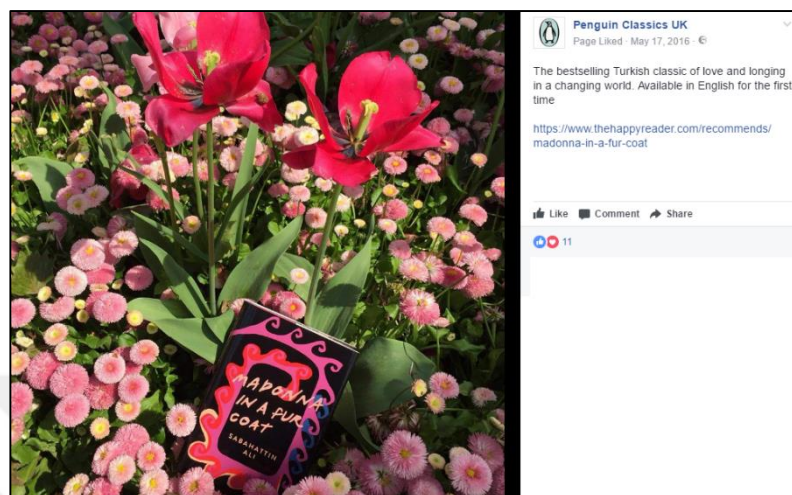 MADONNA
IN A FUR
COAT
SABAHATTIN
ALI
Penguin Classics UK
Page Liked · May 17, 2016 ·
The bestselling Turkish classic of love and longing
in a changing world. Available in English for the first
time
https://www.thehappyreader.com/recommends/
madonna-in-a-fur-coat
Like Comment Share
11